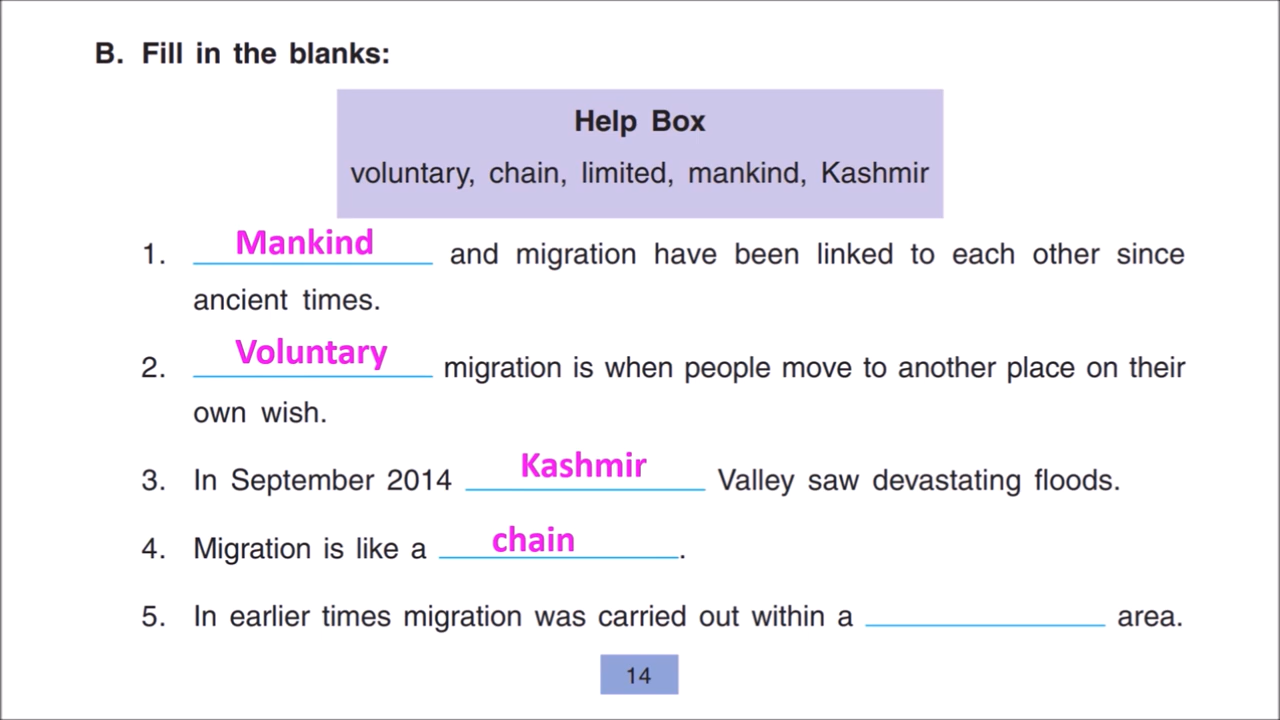 B. Fill in the blanks:
Help Box
voluntary, chain, limited, mankind, Kashmir
1. Mankind and migration have been linked to each other since
ancient times.
2. Voluntary migration is when people move to another place on their
own wish.
3. In September 2014 Kashmir Valley saw devastating floods.
4. Migration is like a chain.
5. In earlier times migration was carried out within a ____________ area.
14